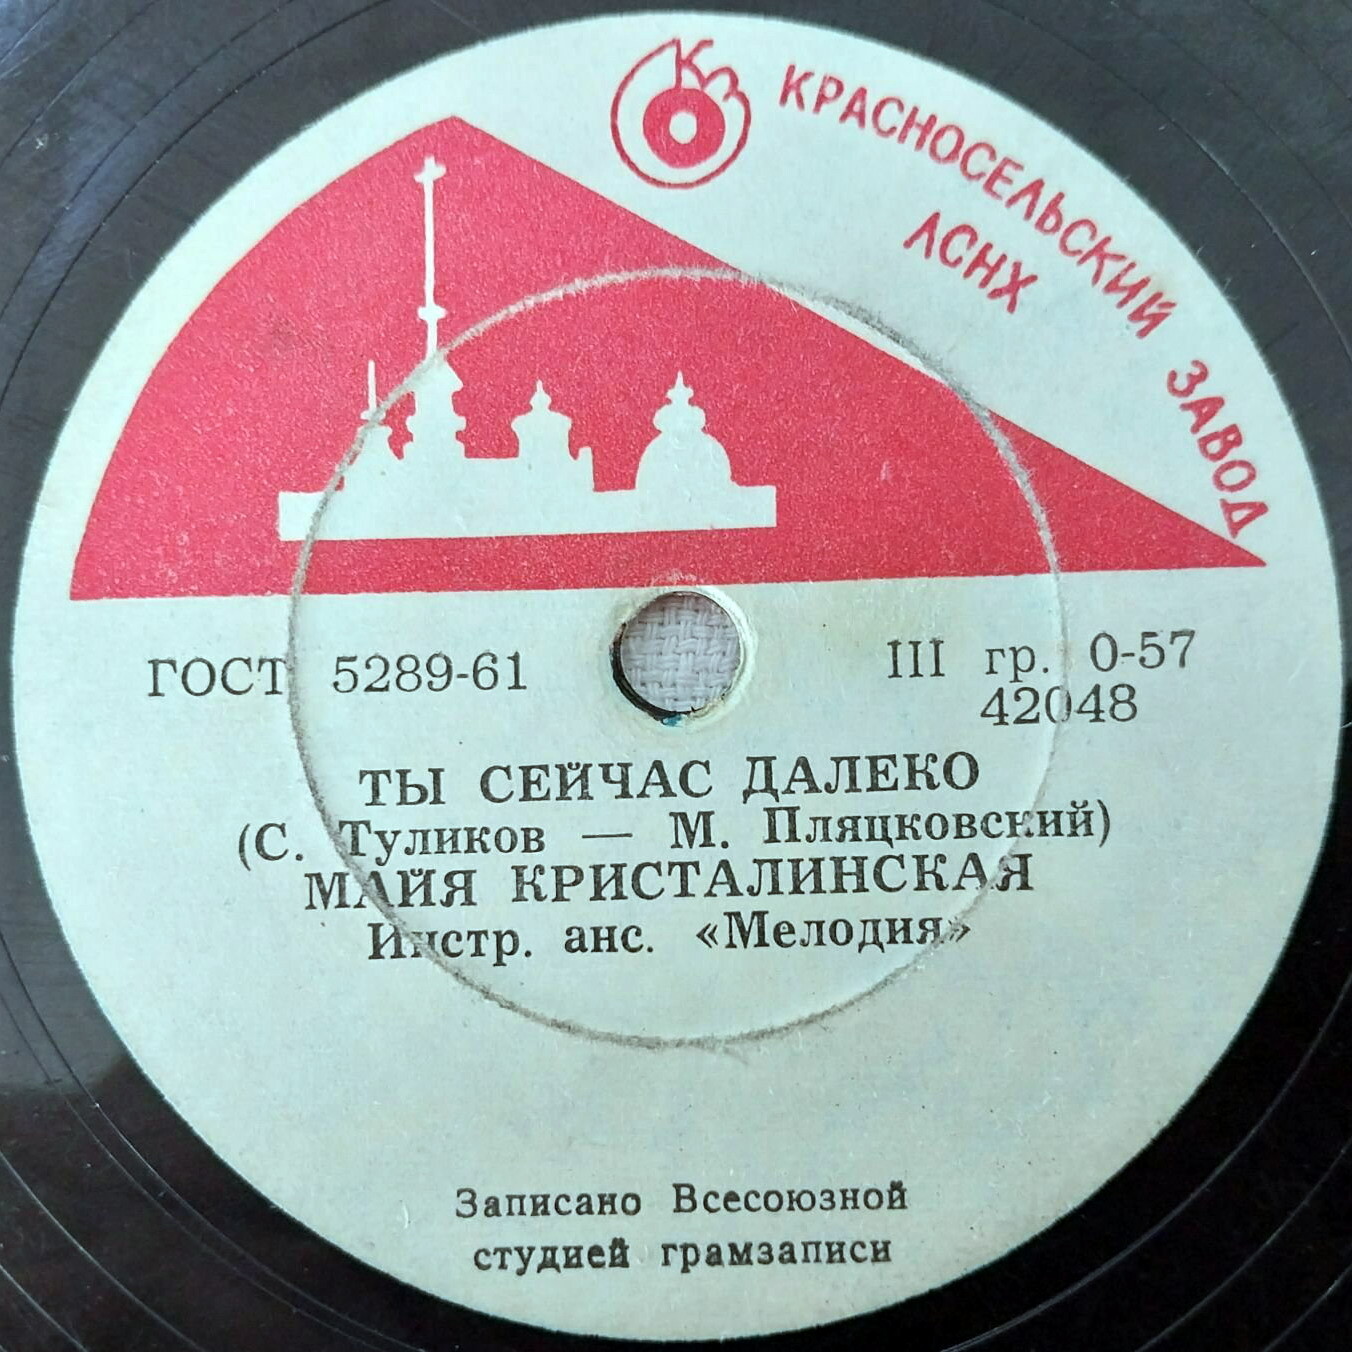 КЗ
КРАСНОСЕЛЬСКИЙ ЗАВОД
ЛСНХ
ГОСТ 5289-61
III гр. 0-57
42048
ТЫ СЕЙЧАС ДАЛЕКО
(С. Туликов — М. Пляцковский)
МАЙЯ КРИСТАЛИНСКАЯ
Инстр. анс. «Мелодия»
Записано Всесоюзной
студией грамзаписи